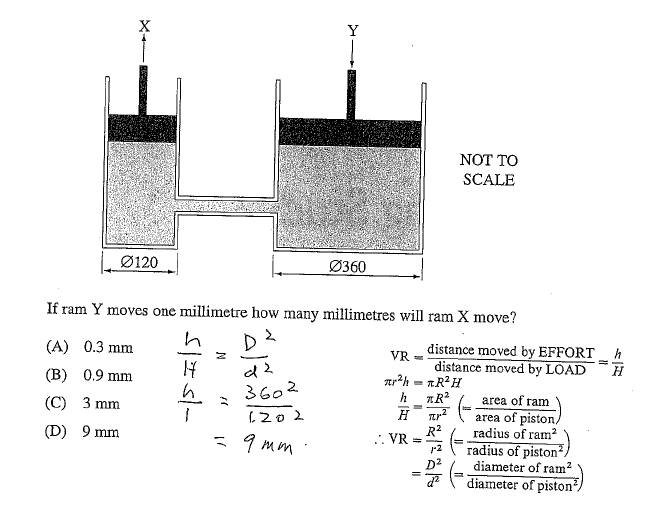 X
Y
NOT TO
SCALE
Ø120
Ø360
If ram Y moves one millimetre how many millimetres will ram X move?
(A) 0.3 mm
(B) 0.9 mm
(C) 3 mm
(D) 9 mm
h/H = D²/d²
h/1 = 360²/120²
= 9 mm.
VR = distance moved by EFFORT/distance moved by LOAD = h/H
πr²h = πR²H
h/H = πR²/πr² (= area of ram/area of piston)
∴ VR = R²/r² (= radius of ram²/radius of piston²)
= D²/d² (= diameter of ram²/diameter of piston²)